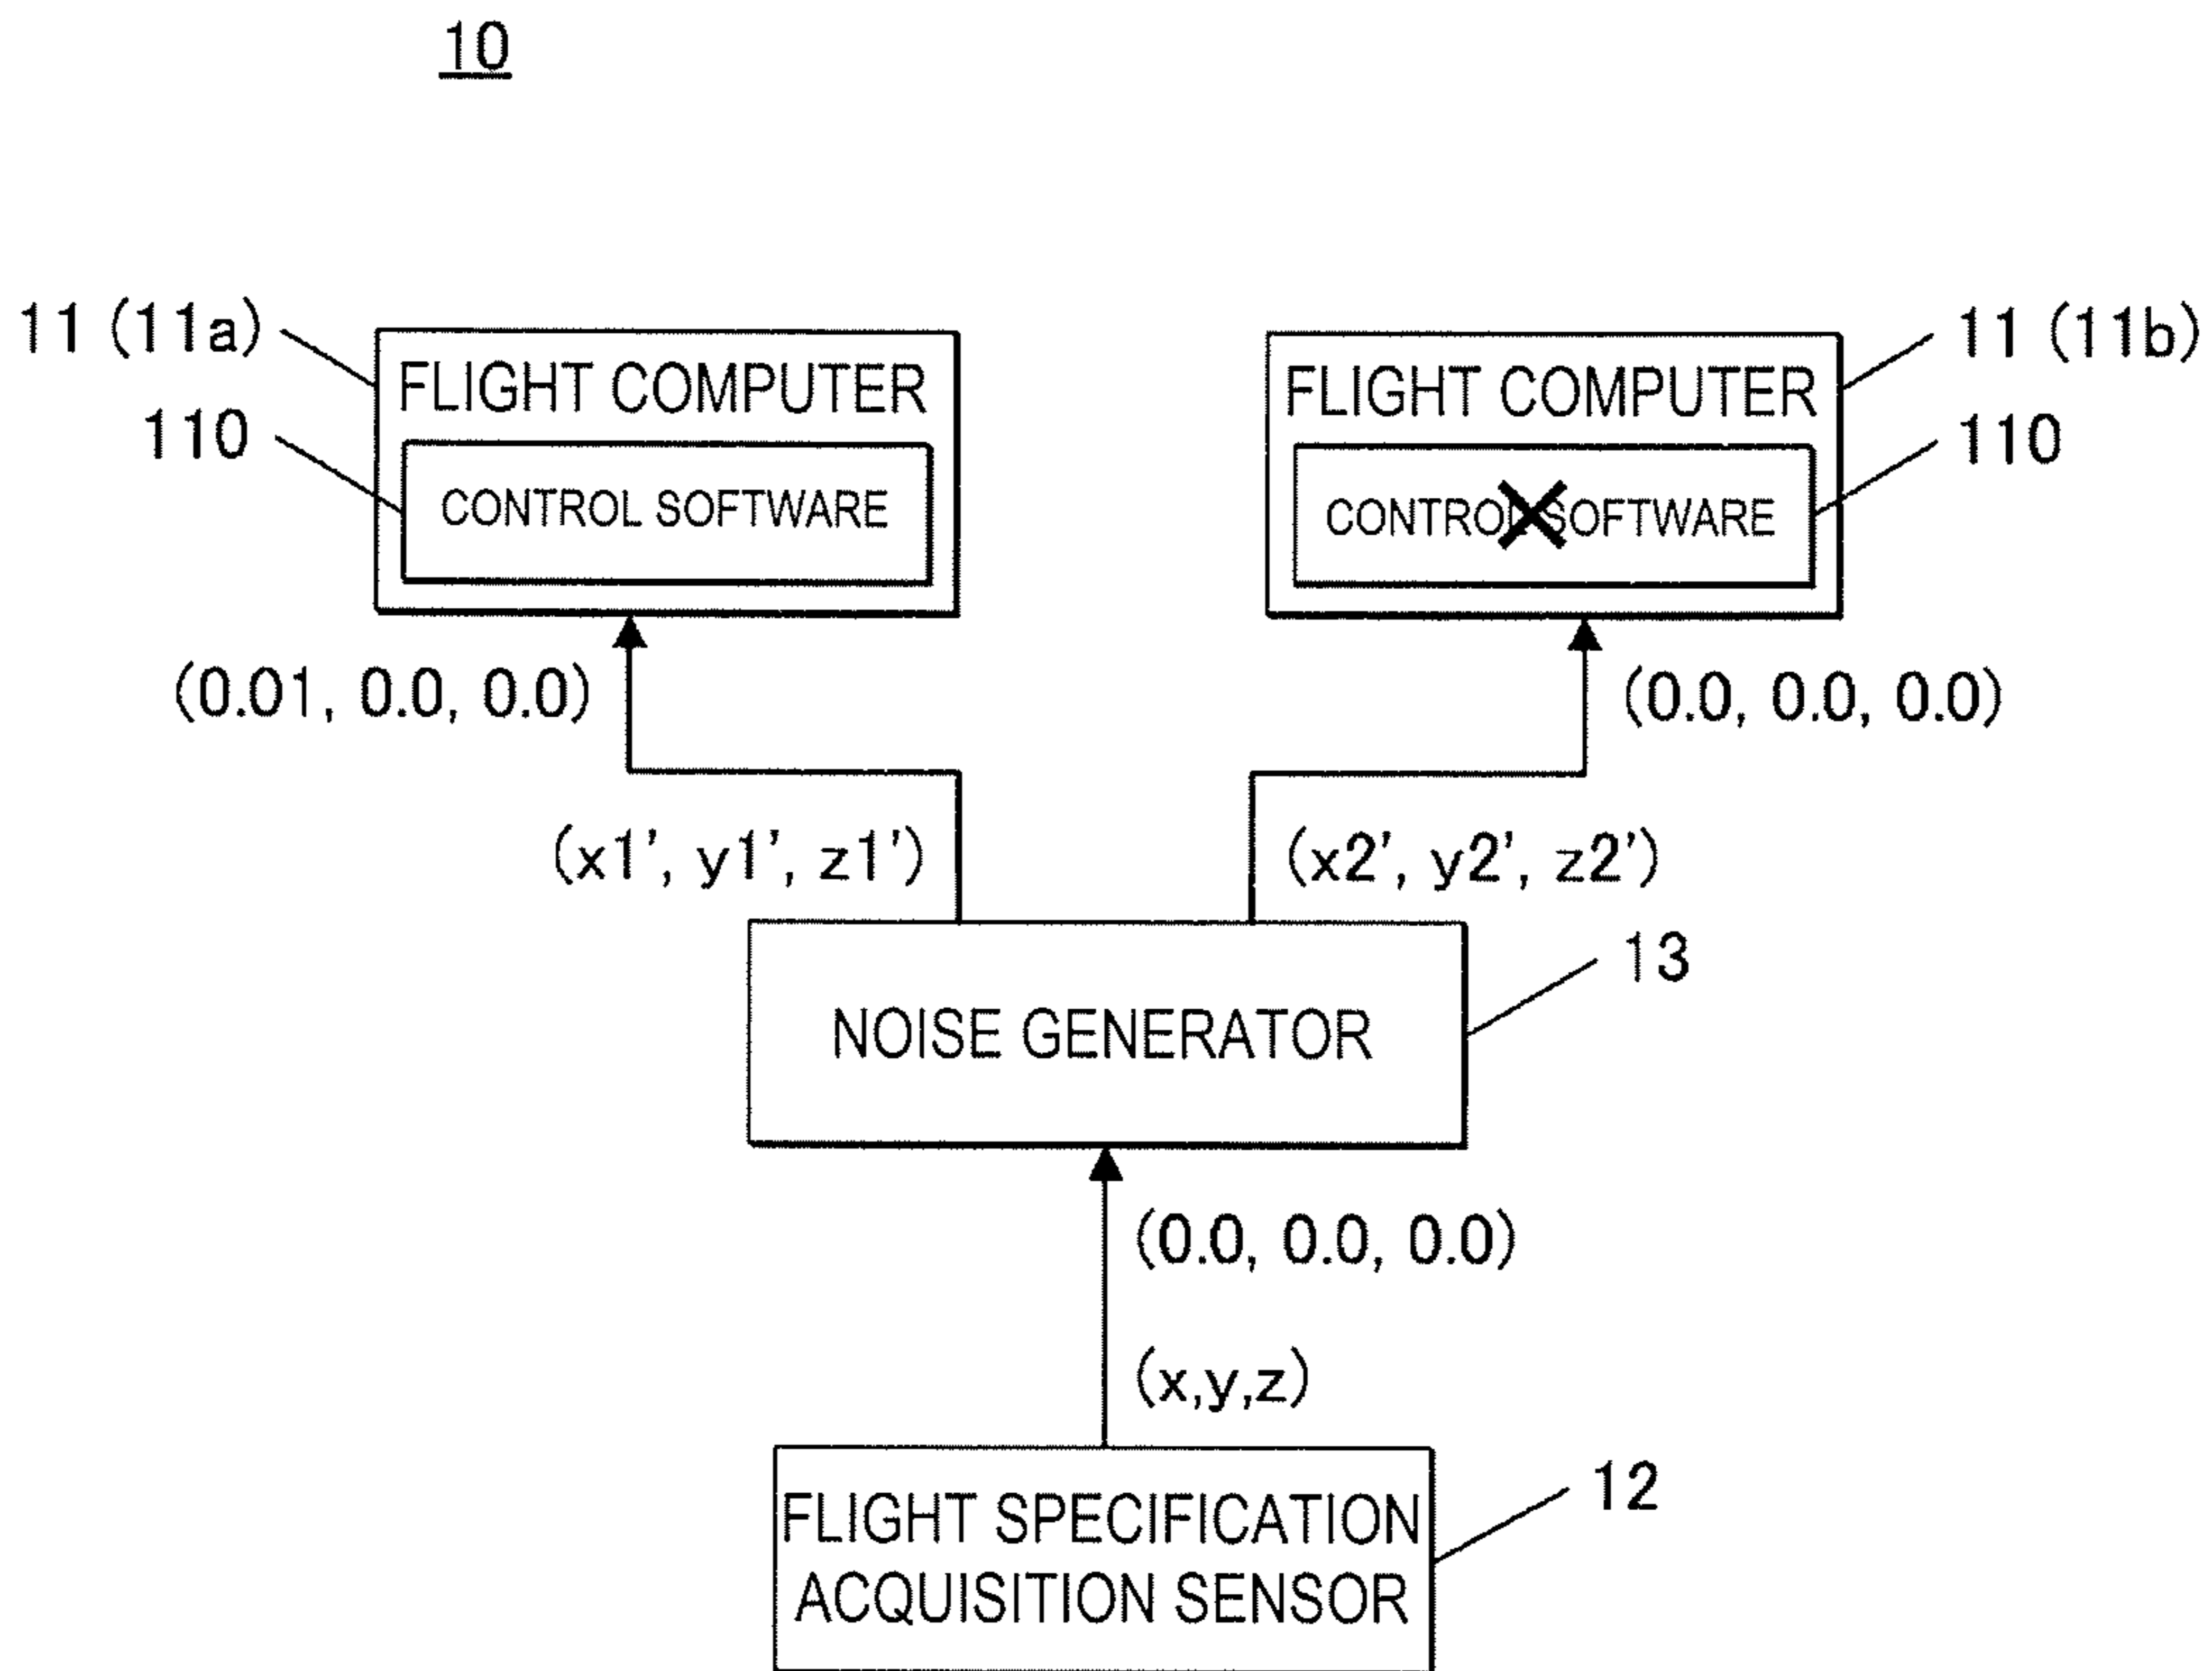 10
11 (11a)
FLIGHT COMPUTER
FLIGHT COMPUTER
11 (11b)
110
CONTROL SOFTWARE
CONTROL SOFTWARE
110
(0.01, 0.0, 0.0)
(0.0, 0.0, 0.0)
(x1’, y1’, z1’)
(x2’, y2’, z2’)
NOISE GENERATOR
13
(0.0, 0.0, 0.0)
(x,y,z)
FLIGHT SPECIFICATION
ACQUISITION SENSOR
12